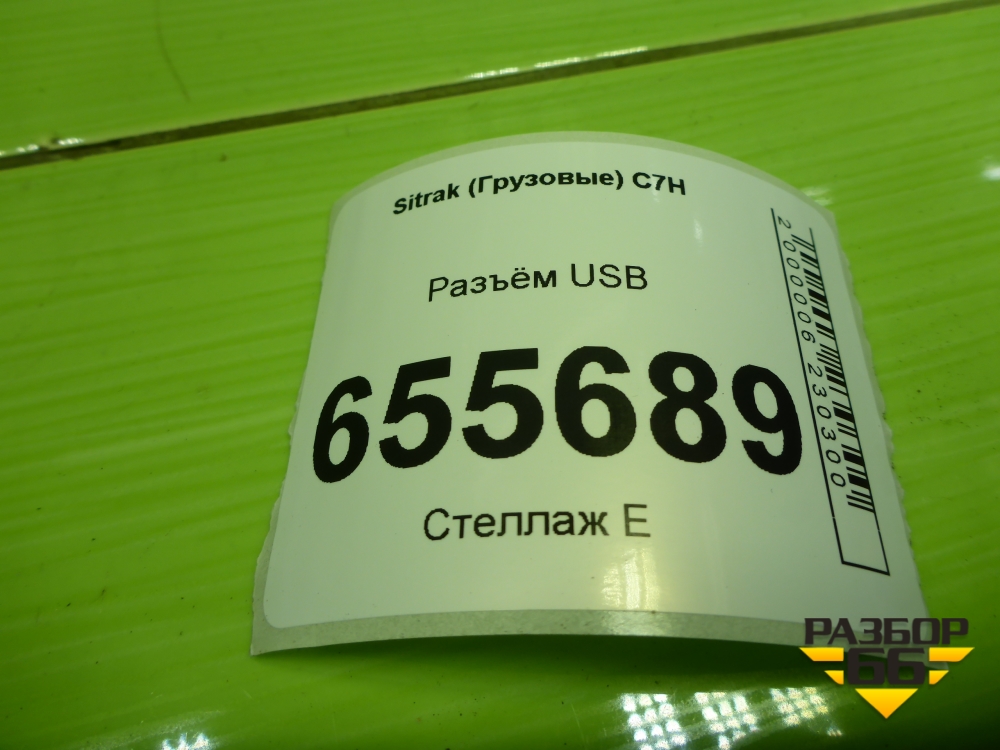 Sitrak (Грузовые) C7H
Разъём USB
655689
Стеллаж E
2000006230300
РАЗБОР
66